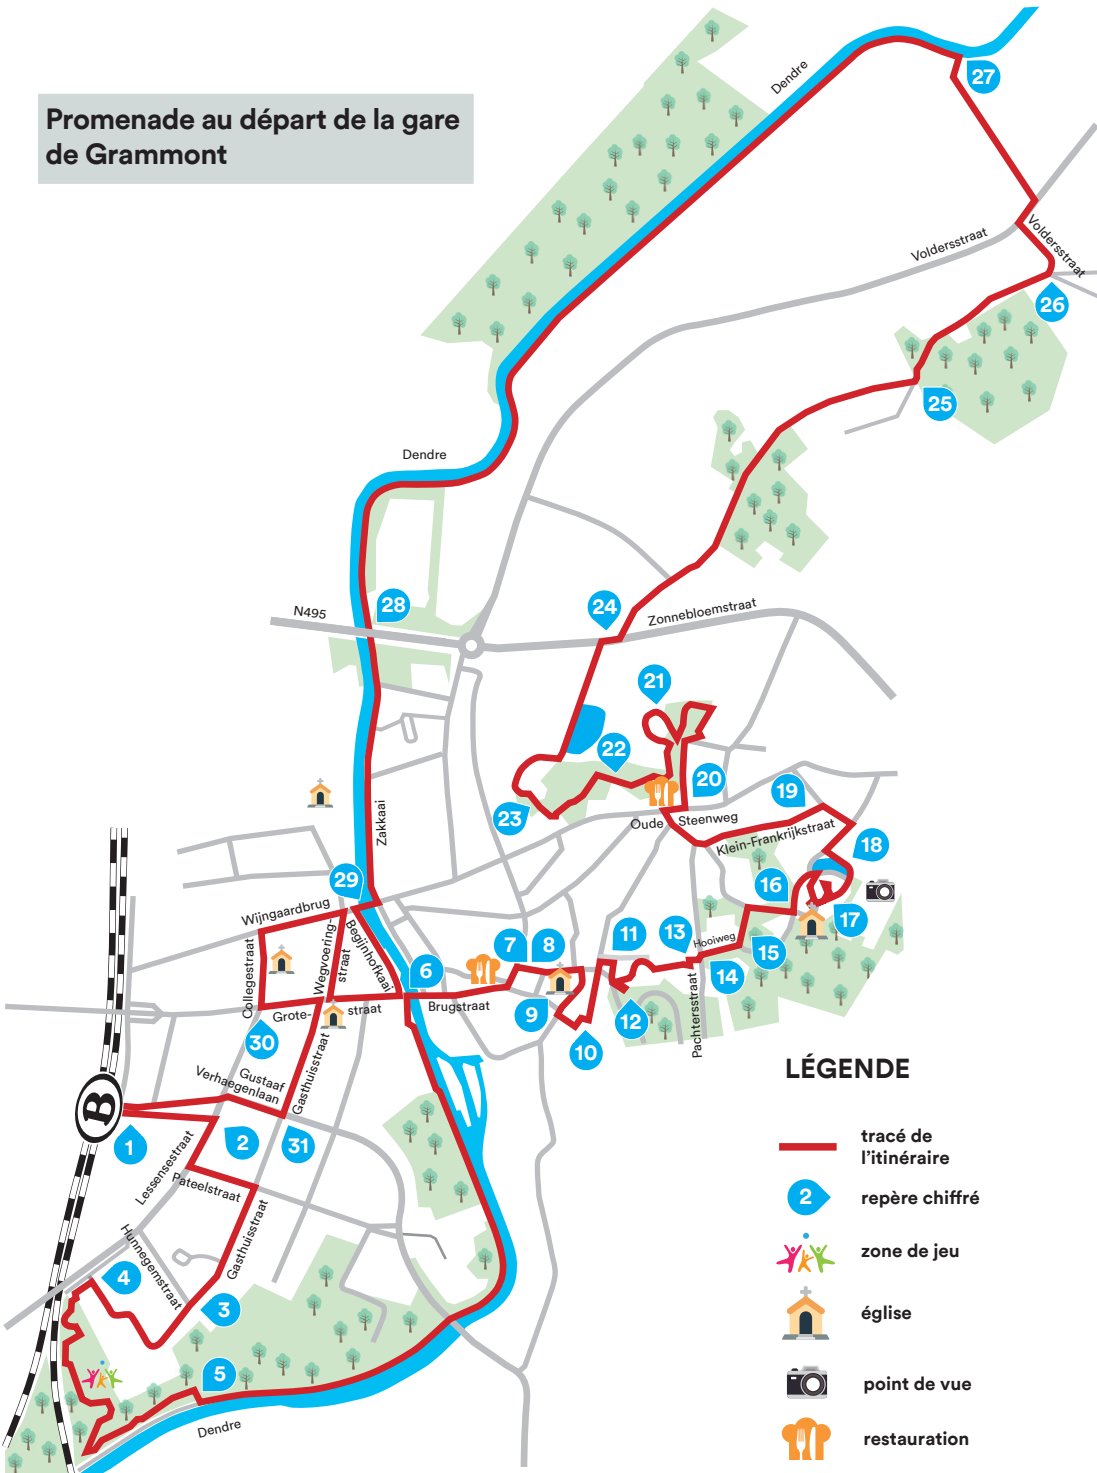 Promenade au départ de la gare
de Grammont
Dendre
27
Voldersstraat
Voldersstraat
26
25
Dendre
28
N495
24
Zonnebloemstraat
21
22
20
19
23
Oude Steenweg
Klein-Frankrijkstraat
18
Zakkaai
29
16
17
Wijngaardbrug
Wegvoering-
straat
Begijnhofkaai
Collegestraat
6
7
8
11
13
Hooiweg
15
14
Brugstraat
9
12
10
Pachtersstraat
Grote-
straat
30
Gasthuisstraat
Gustaaf
Verhaegenlaan
B
1
2
31
Lessensestraat
Pateelstraat
Gasthuisstraat
Hunnegemstraat
4
3
5
Dendre
LÉGENDE
tracé de
l’itinéraire
2
repère chiffré
zone de jeu
église
point de vue
restauration